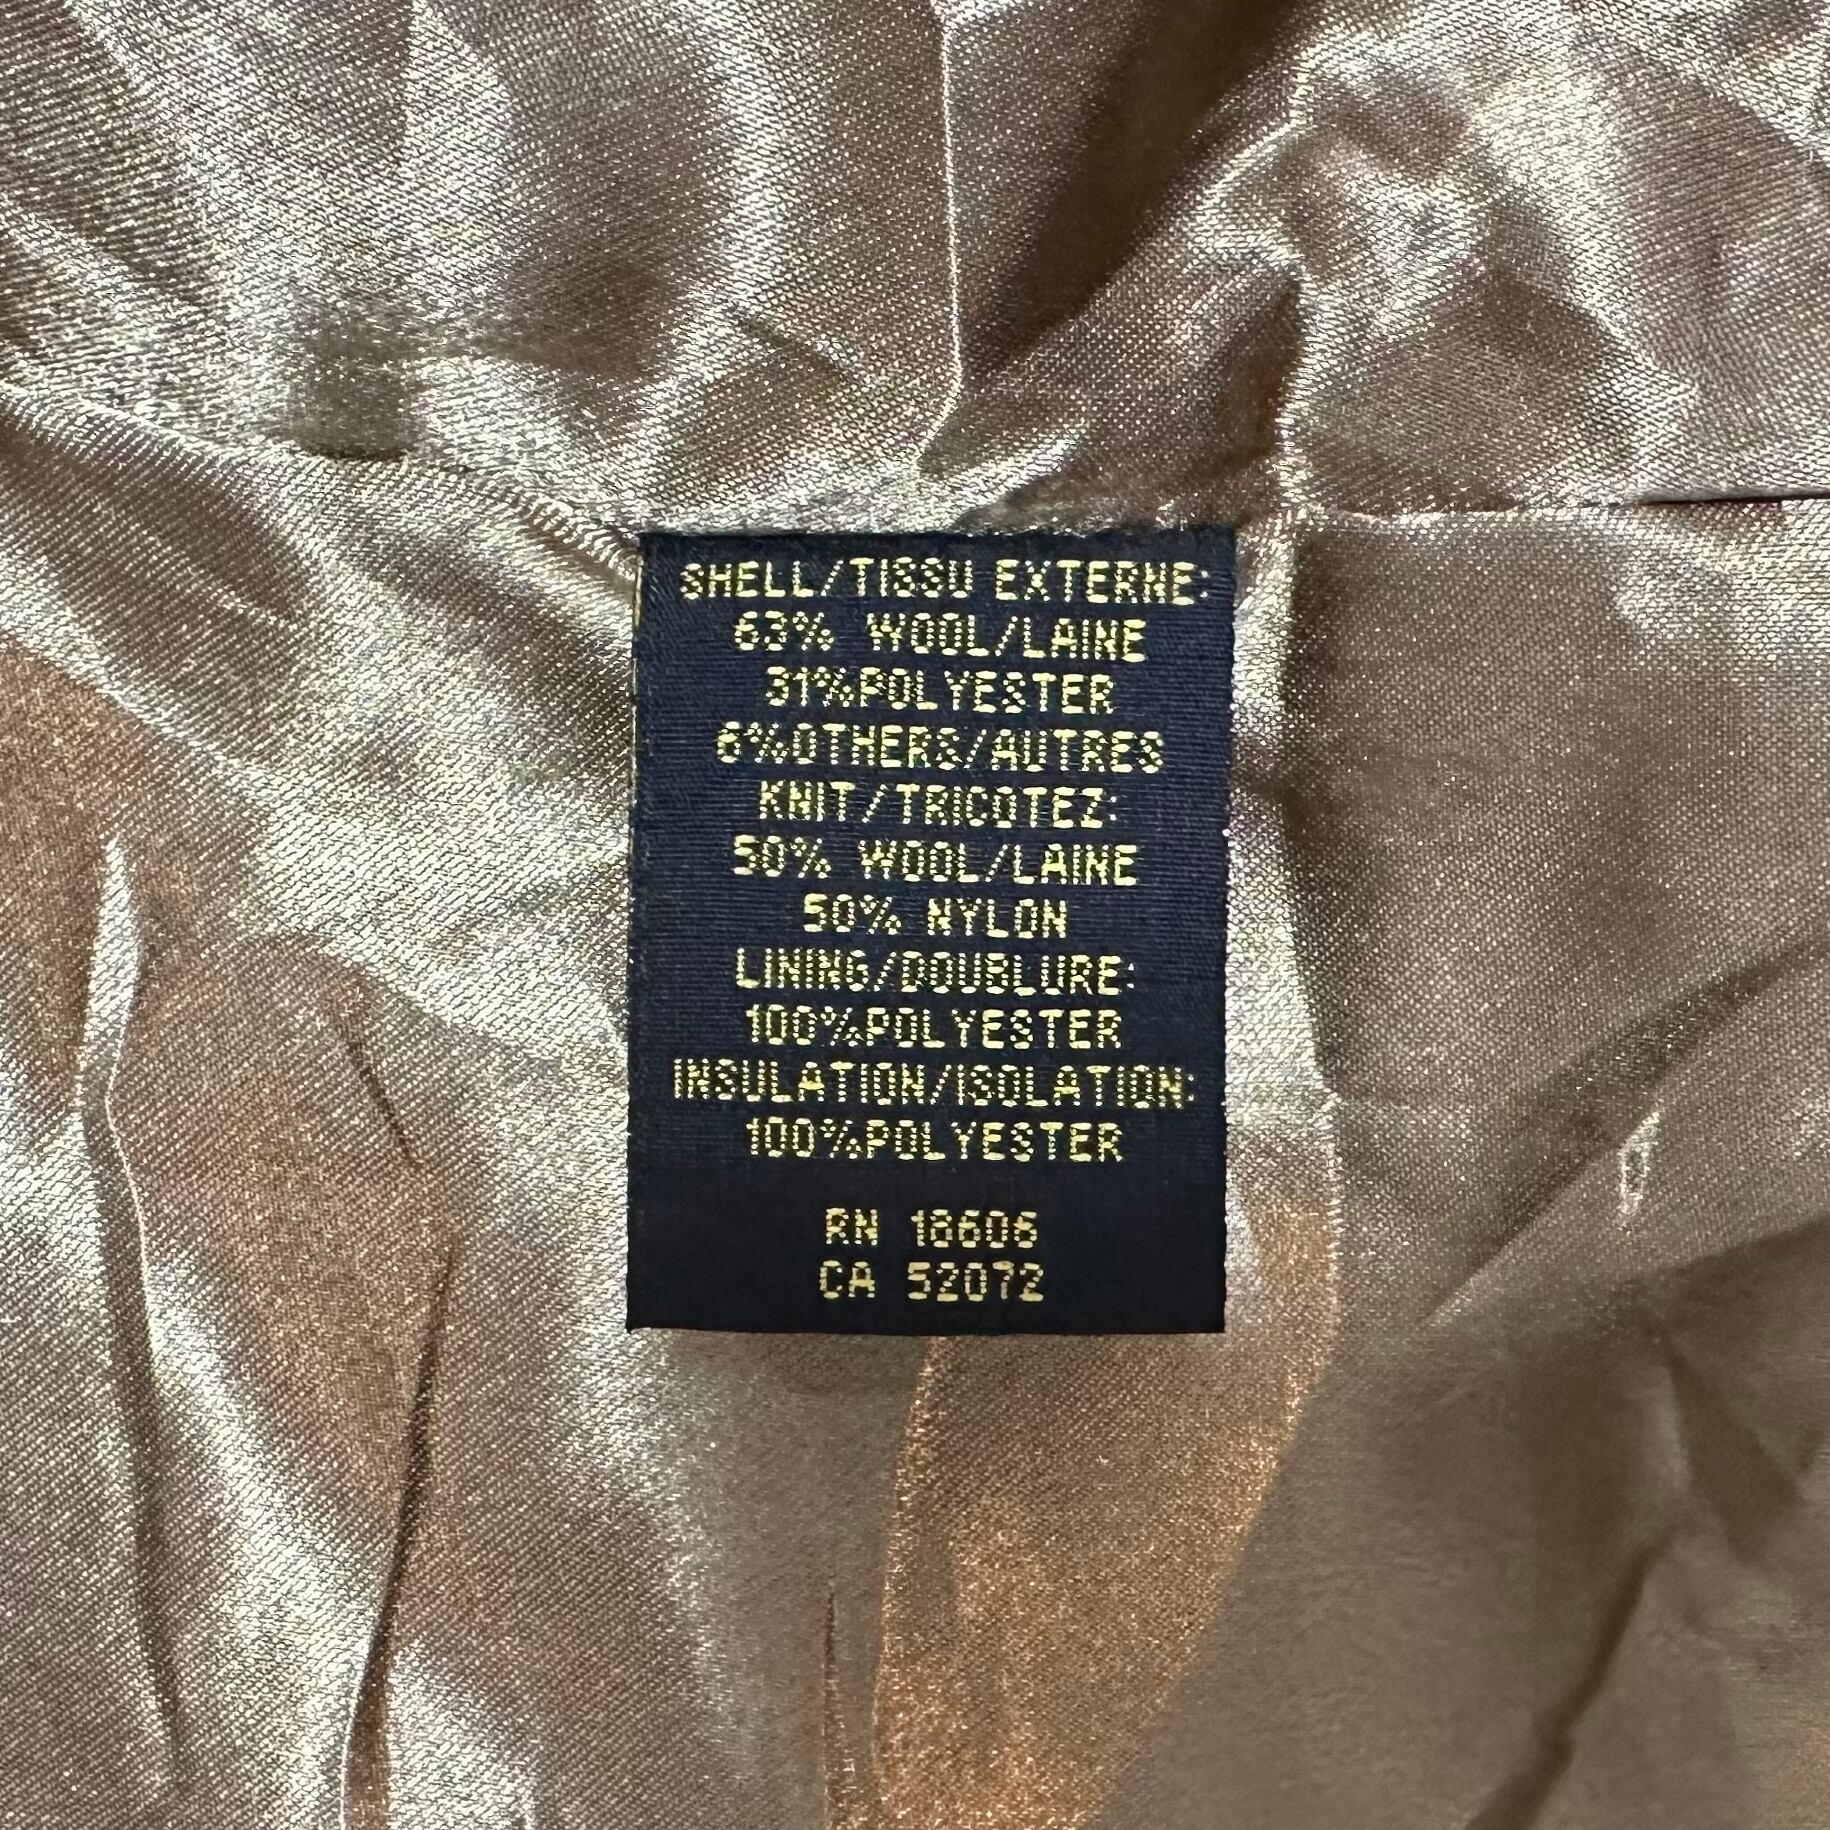 SHELL/TISSU EXTERNE:
63% WOOL/LAINE
31%POLYESTER
6%OTHERS/AUTRES
KNIT/TRICOTEZ:
50% WOOL/LAINE
50% NYLON
LINING/DOUBLURE:
100%POLYESTER
INSULATION/ISOLATION:
100%POLYESTER
RN 18606
CA 52072